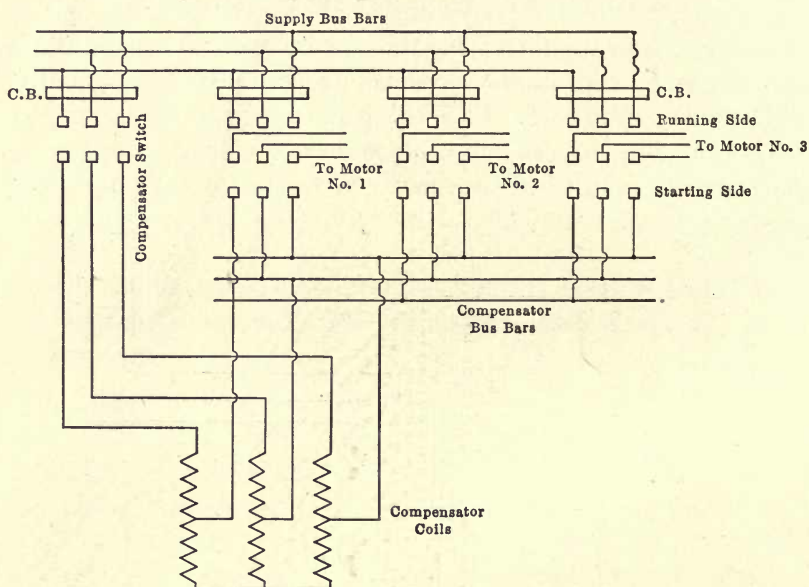 Supply Bus Bars
C.B.
C.B.
Compensator Switch
Running Side
To Motor
No. 1
To Motor
No. 2
To Motor No. 3
Starting Side
Compensator
Bus Bars
Compensator
Coils